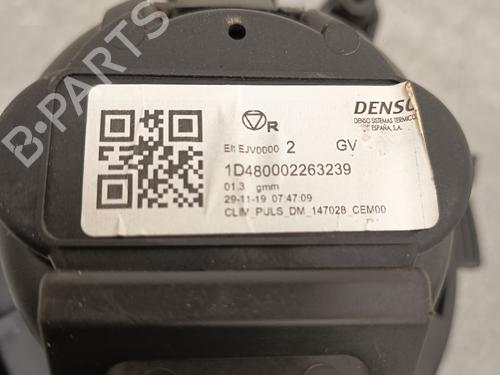 R
DENSO
DENSO SISTEMAS TERMICOS
ESPAÑA, S.A.
Elt EJV0000 2 GV
1D480002263239
01.3 gmm
29-11-19 07:47:09
CLIM_PULS_DM_147028_CEM00
B-PARTS